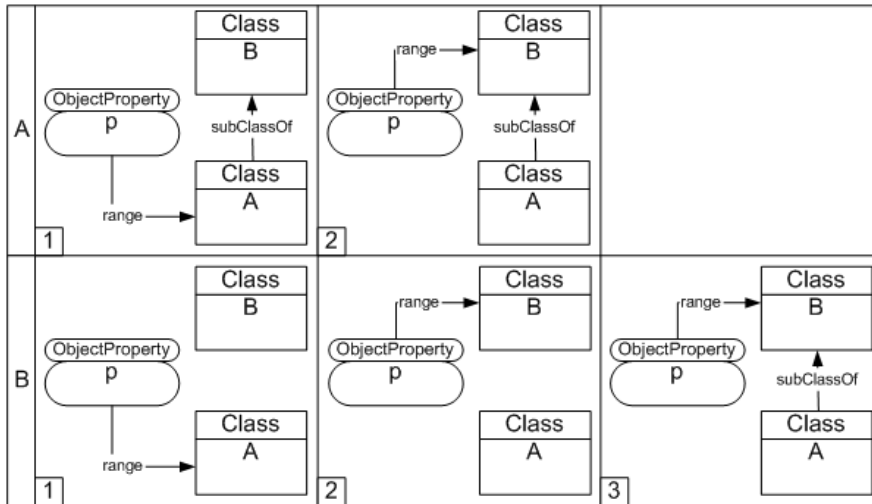 A
Class
B
ObjectProperty
p
subClassOf
Class
A
range
1
Class
B
range
ObjectProperty
p
subClassOf
Class
A
2
B
Class
B
ObjectProperty
p
Class
A
range
1
Class
B
range
ObjectProperty
p
Class
A
2
Class
B
range
ObjectProperty
p
subClassOf
Class
A
3